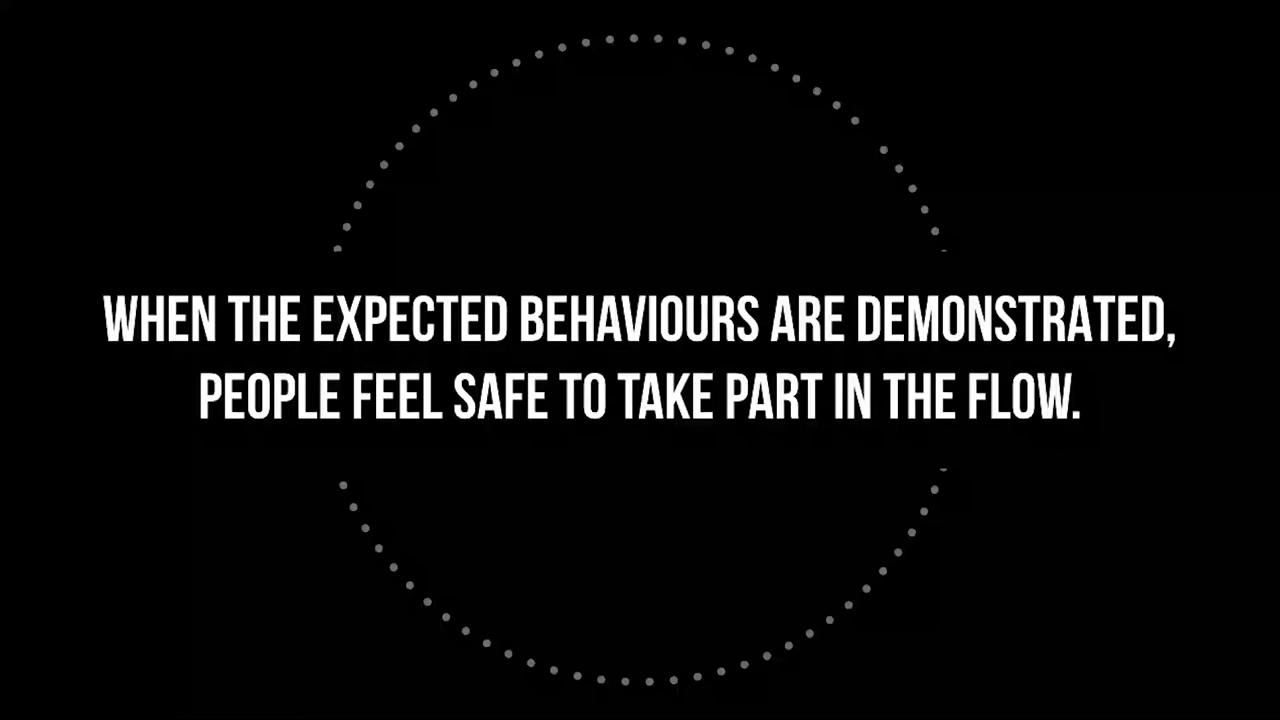 WHEN THE EXPECTED BEHAVIOURS ARE DEMONSTRATED,
PEOPLE FEEL SAFE TO TAKE PART IN THE FLOW.